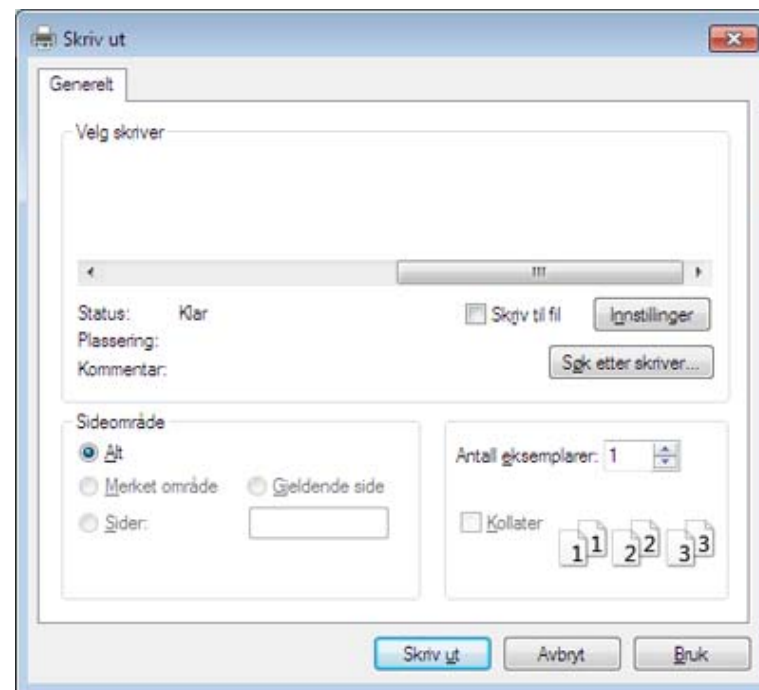 Skriv ut
Generelt
Velg skriver
Status: Klar
Skriv til fil
Innstillinger
Plassering:
Kommentar:
Søk etter skriver...
Sideområde
Alt
Merket område
Gjeldende side
Sider:
Antall eksemplarer: 1
Kollater
1 1 2 2 3 3
Skriv ut
Avbryt
Bruk